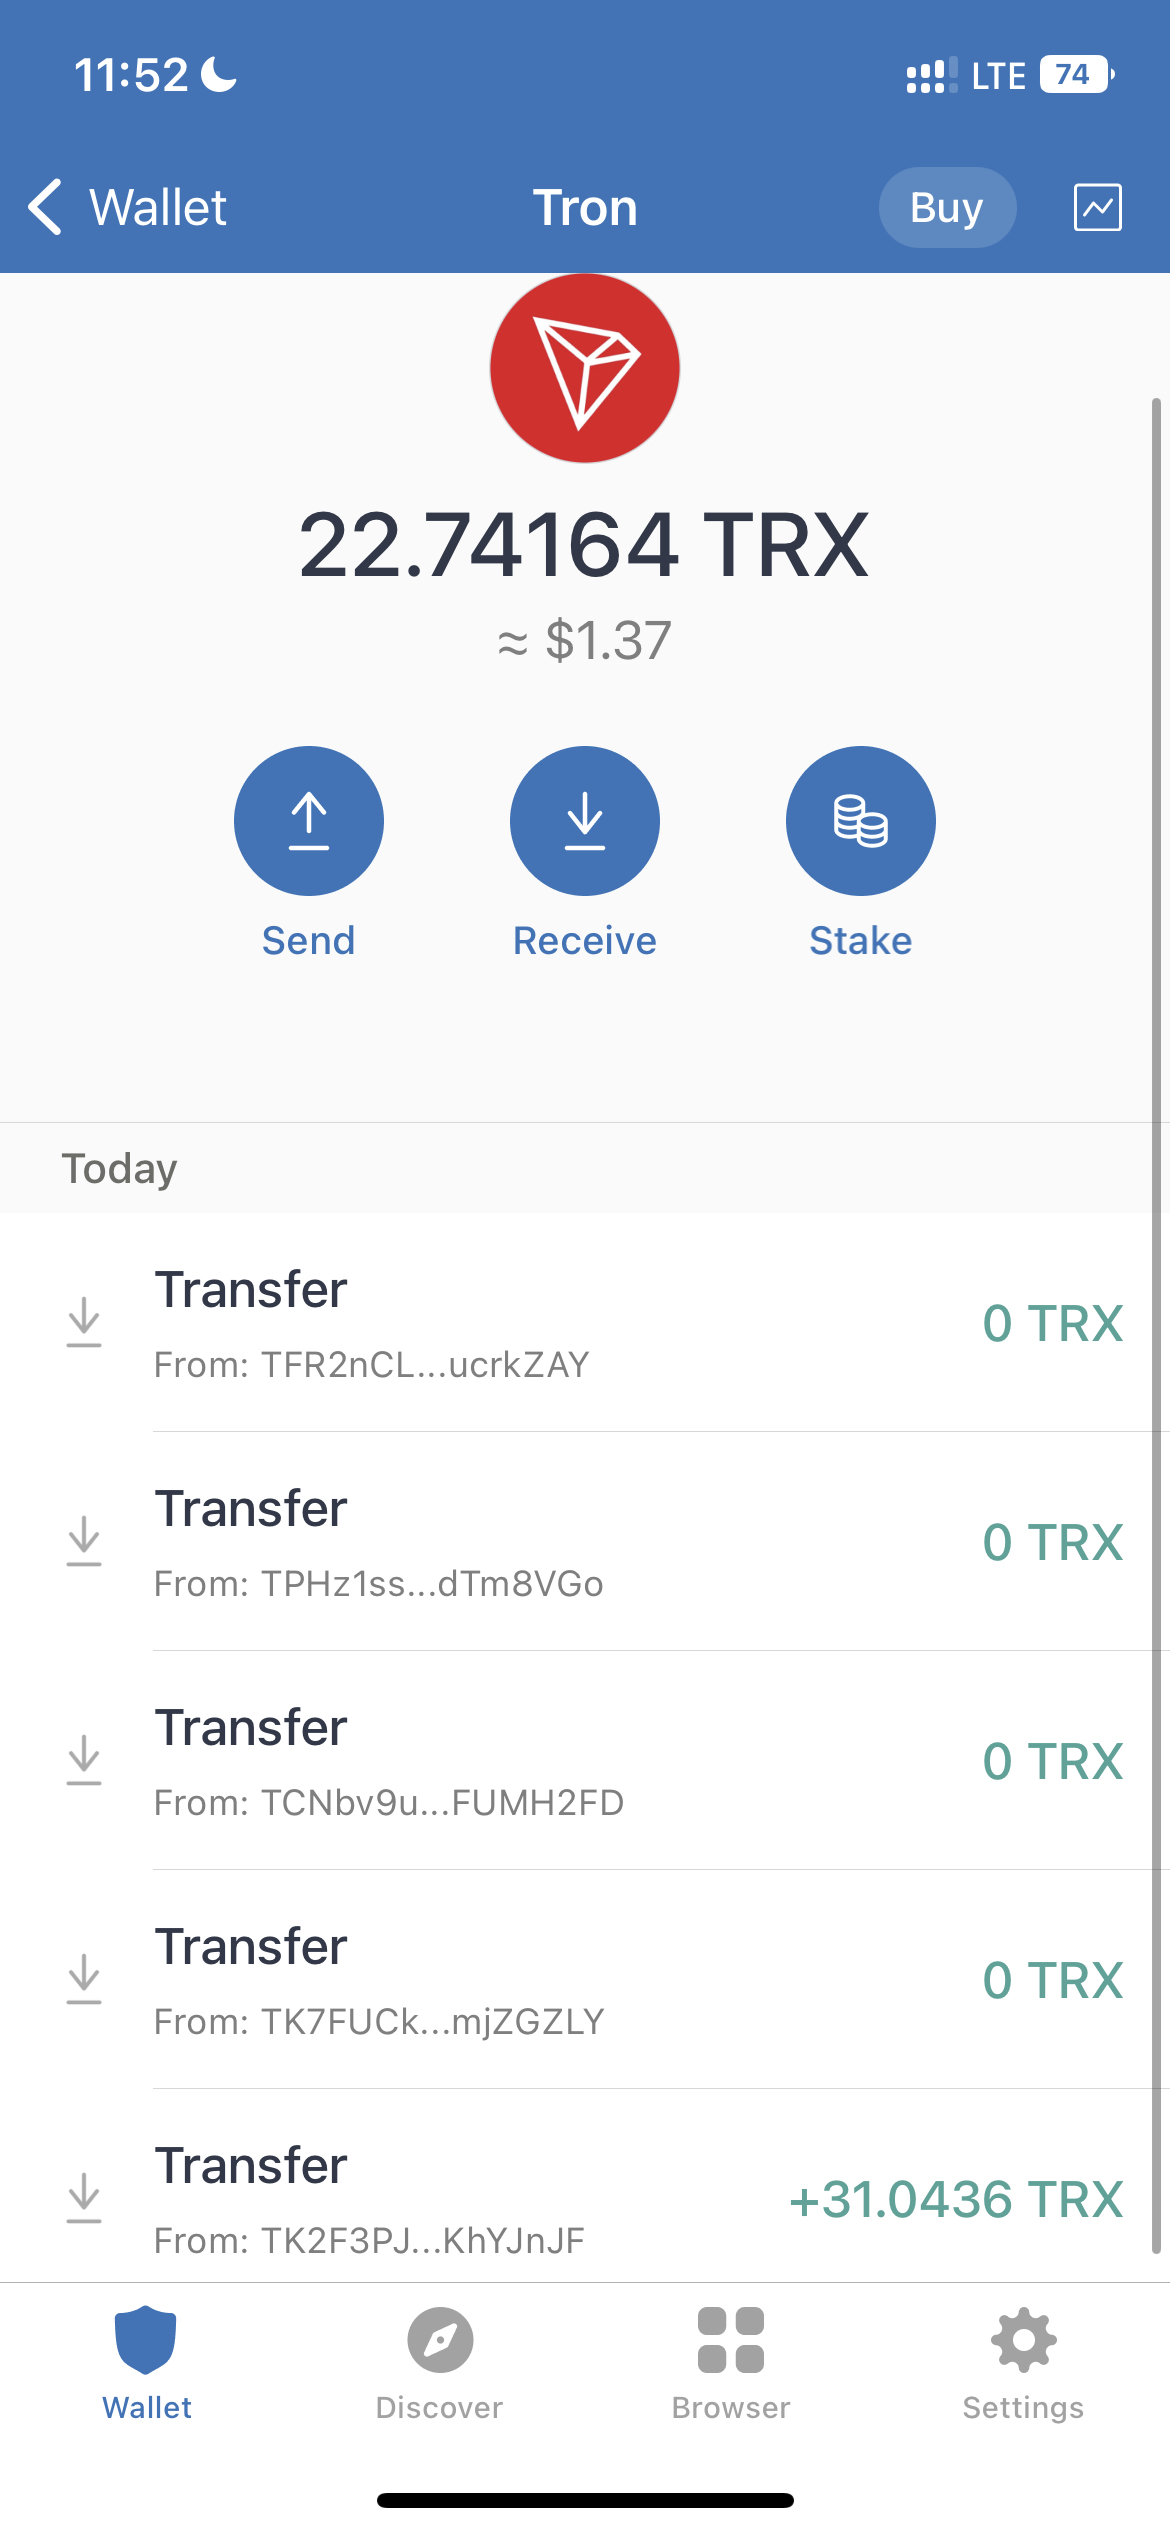 11:52 LTE 74
Wallet Tron Buy
22.74164 TRX
≈ $1.37
Send Receive Stake
Today
Transfer
0 TRX
From: TFR2nCL...ucrkZAY
Transfer
0 TRX
From: TPHz1ss...dTm8VGo
Transfer
0 TRX
From: TCNbv9u...FUMH2FD
Transfer
0 TRX
From: TK7FUCk...mjZGZLY
Transfer
+31.0436 TRX
From: TK2F3PJ...KhYJnJF
Wallet Discover Browser Settings